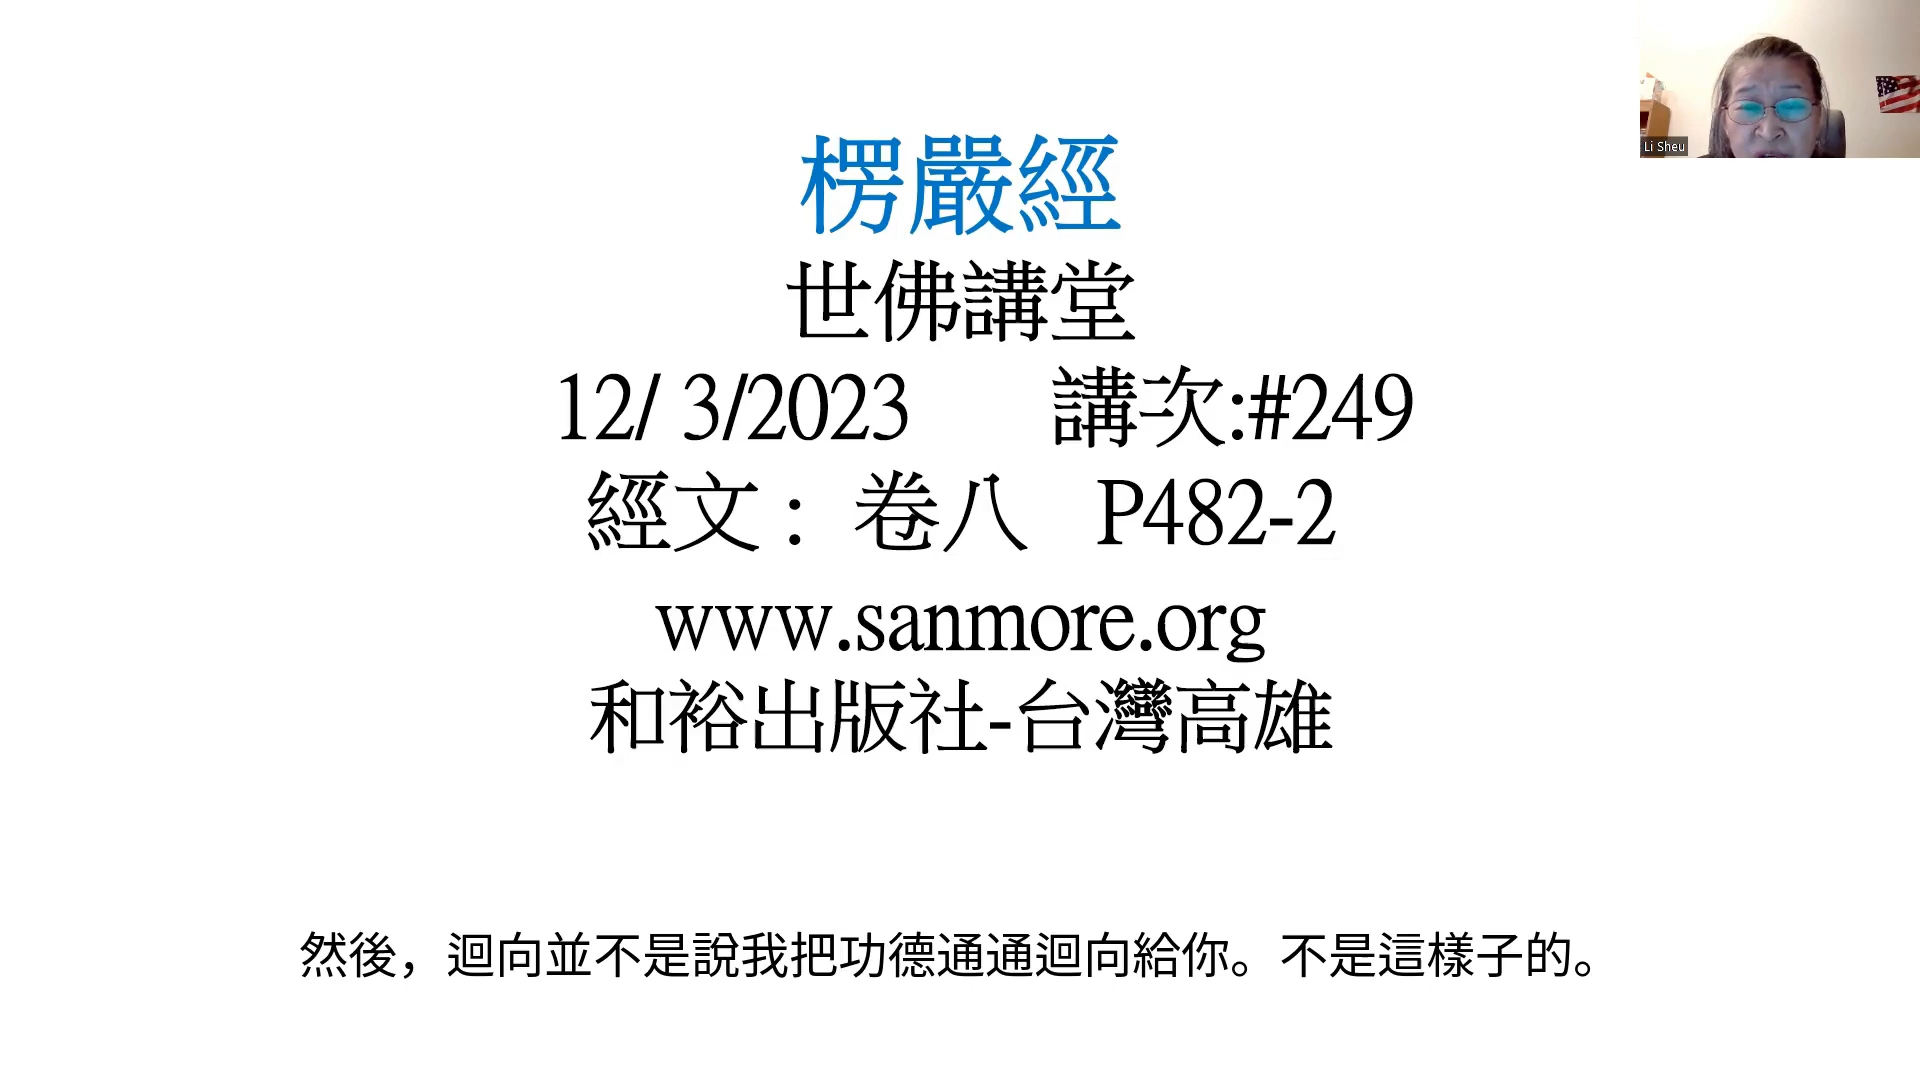 楞嚴經
世佛講堂
12/ 3/2023 講次:#249
經文 : 卷八 P482-2
www.sanmore.org
和裕出版社-台灣高雄
然後，迴向並不是說我把功德通通迴向給你。不是這樣子的。
Li Sheu